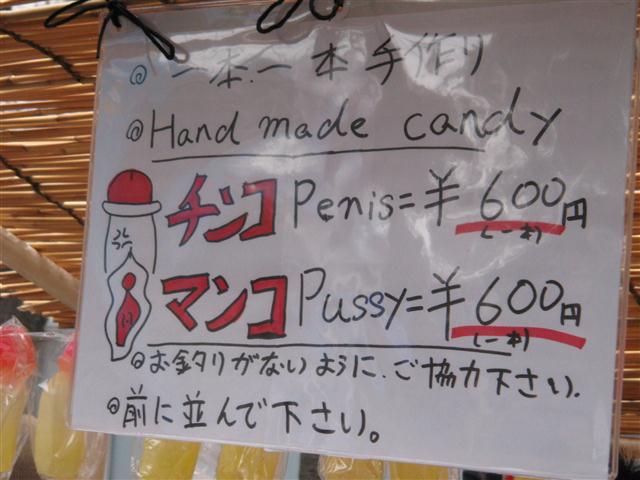 ◎一本、一本手作り
◎Hand made candy
チンコ Penis=¥600円
(一本)
マンコ Pussy=¥600円
(一本)
◎お釣りがないように、ご協力下さい.
◎前に並んで下さい。